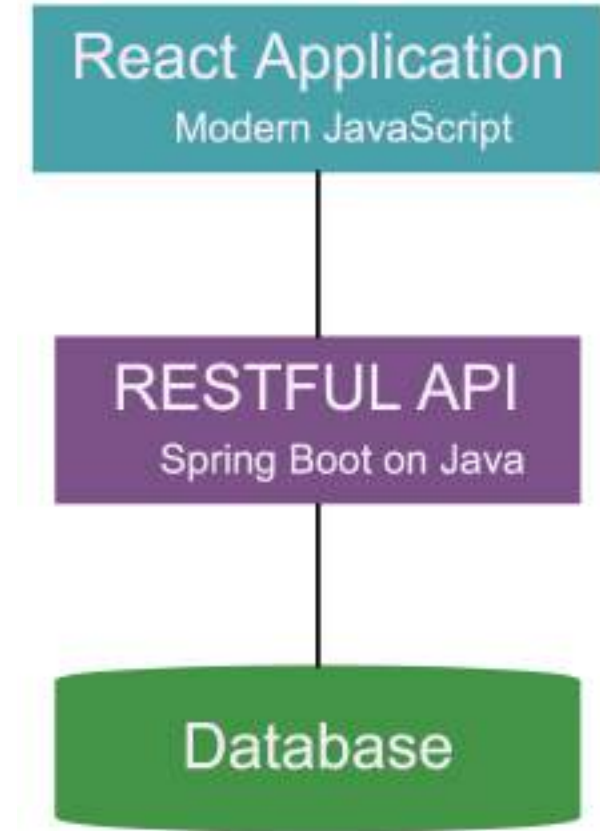 React Application
Modern JavaScript
RESTFUL API
Spring Boot on Java
Database